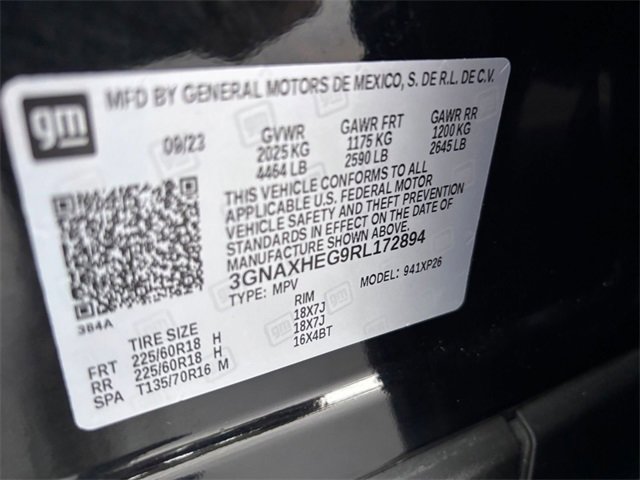 gm
MFD BY GENERAL MOTORS DE MEXICO, S. DE R.L. DE C.V.
09/23
GVWR GAWR FRT GAWR RR
2025 KG 1175 KG 1200 KG
4464 LB 2590 LB 2645 LB
THIS VEHICLE CONFORMS TO ALL
APPLICABLE U.S. FEDERAL MOTOR
VEHICLE SAFETY AND THEFT PREVENTION
STANDARDS IN EFFECT ON THE DATE OF
MANUFACTURE SHOWN ABOVE.
3GNAXHEG9RL172894
TYPE: MPV MODEL: 941XP26
384A
TIRE SIZE RIM
FRT 225/60R18 H 18X7J
RR 225/60R18 H 18X7J
SPA T135/70R16 M 16X4BT